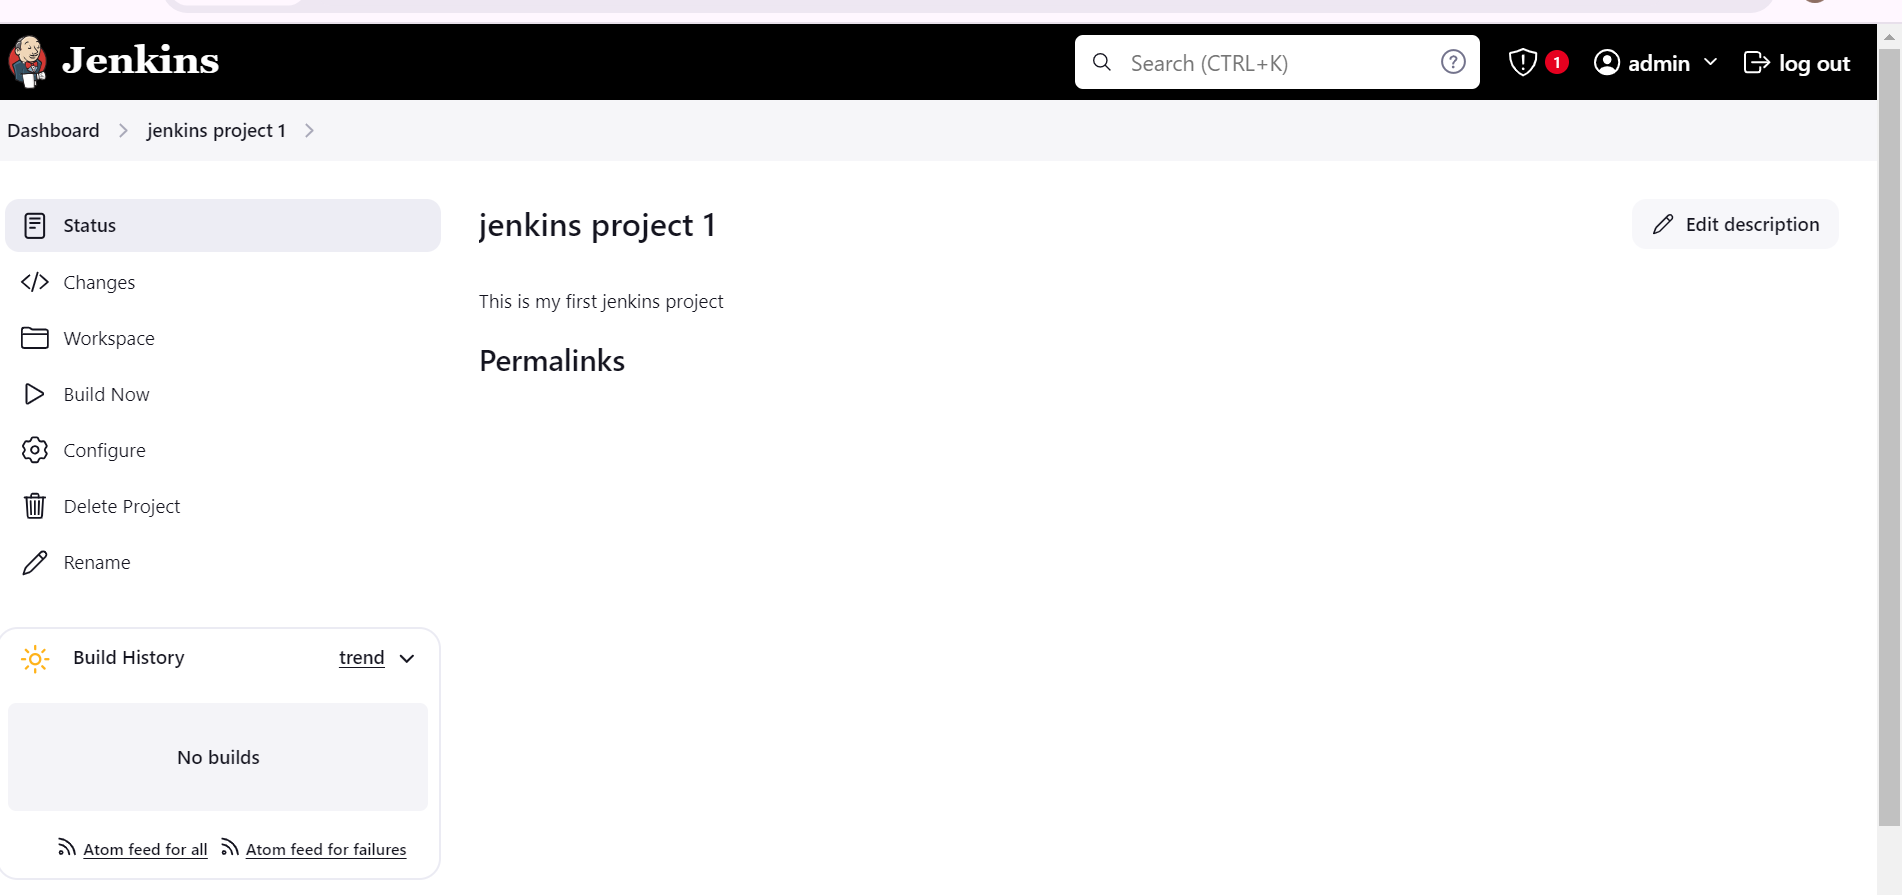 Jenkins
Search (CTRL+K)
1
admin
log out
Dashboard
jenkins project 1
Status
Changes
Workspace
Build Now
Configure
Delete Project
Rename
Build History
trend
No builds
Atom feed for all
Atom feed for failures
jenkins project 1
Edit description
This is my first jenkins project
Permalinks